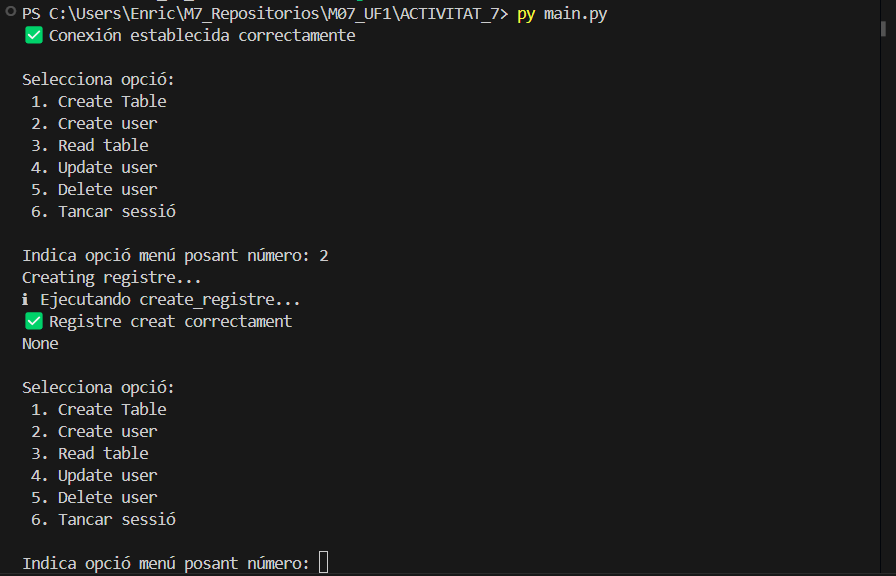 PS C:\Users\Enric\M7_Repositorios\M07_UF1\ACTIVITAT_7> py main.py
✅ Conexión establecida correctamente
Selecciona opció:
1. Create Table
2. Create user
3. Read table
4. Update user
5. Delete user
6. Tancar sessió
Indica opció menú posant número: 2
Creating registre...
ℹ Ejecutando create_registre...
✅ Registre creat correctament
None
Selecciona opció:
1. Create Table
2. Create user
3. Read table
4. Update user
5. Delete user
6. Tancar sessió
Indica opció menú posant número: